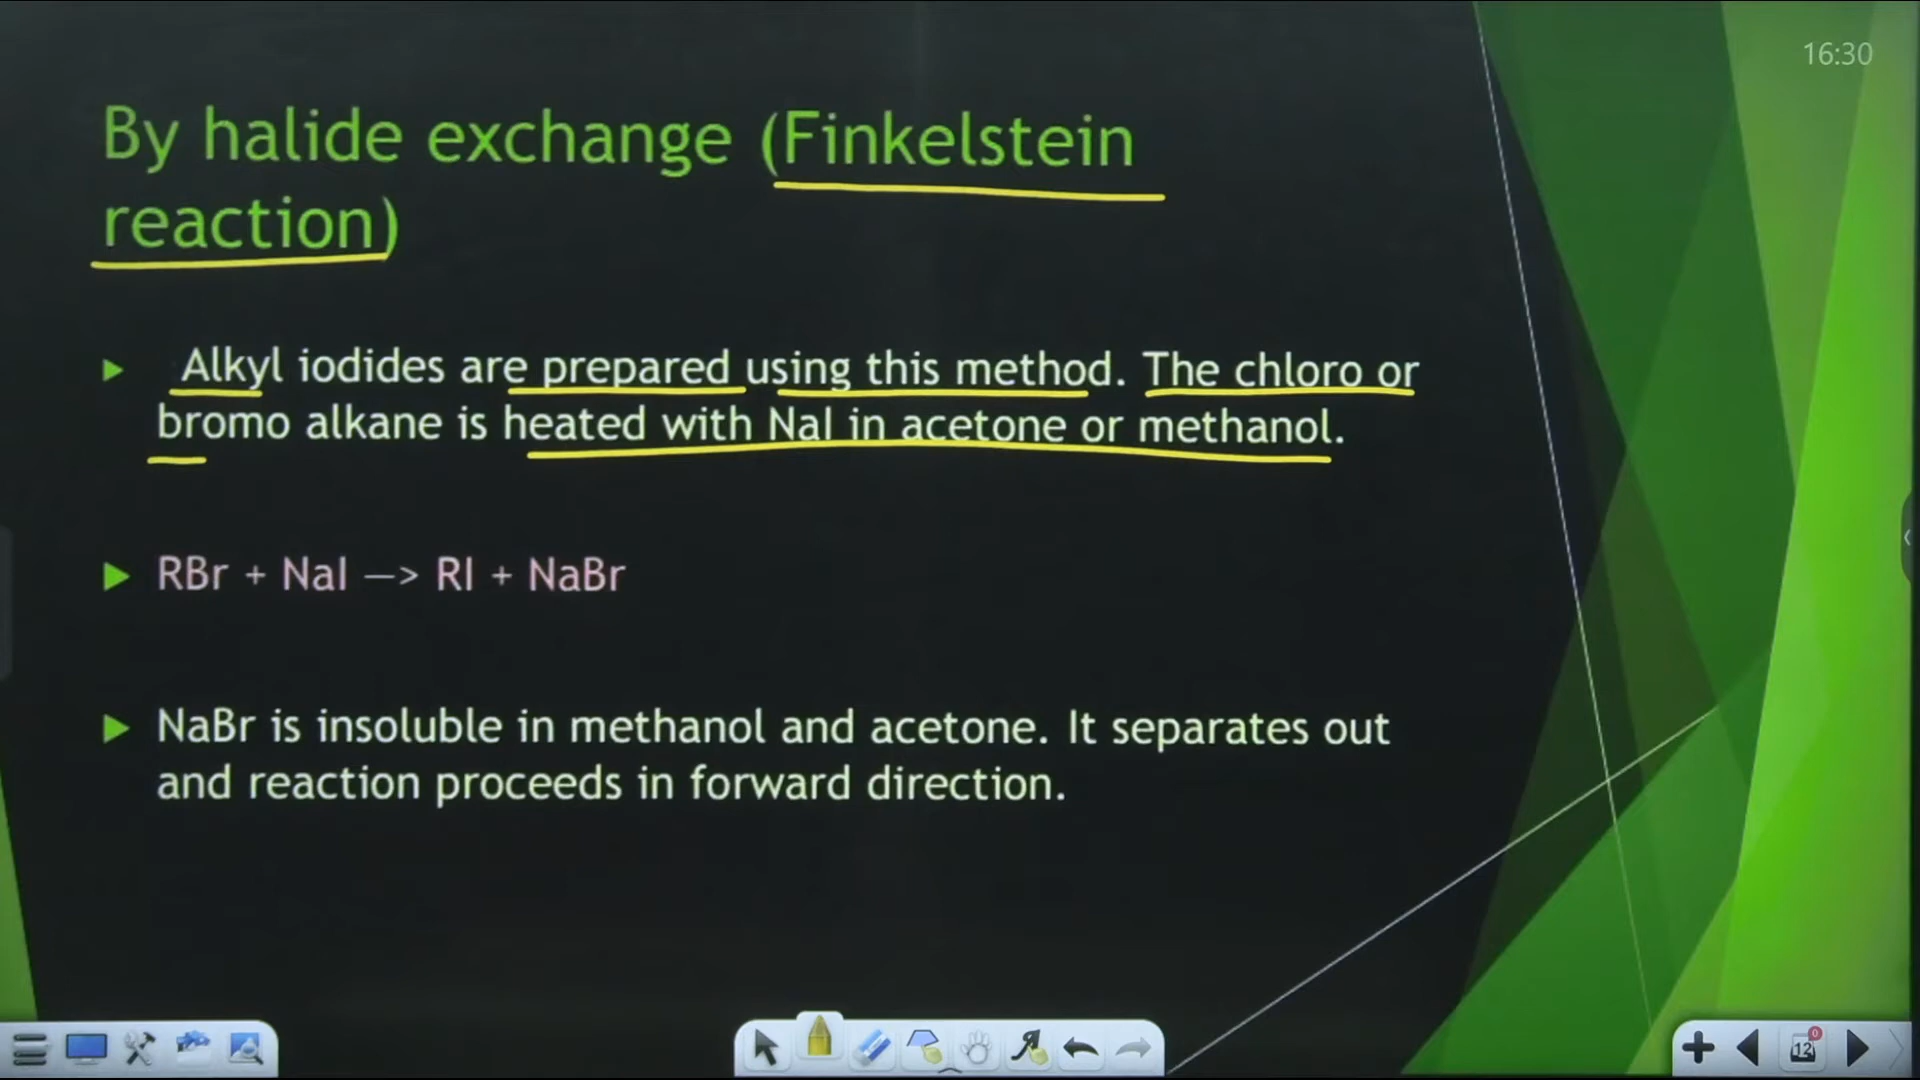 16:30
By halide exchange (Finkelstein
reaction)
Alkyl iodides are prepared using this method. The chloro or
bromo alkane is heated with NaI in acetone or methanol.
RBr + NaI —> RI + NaBr
NaBr is insoluble in methanol and acetone. It separates out
and reaction proceeds in forward direction.
0
12